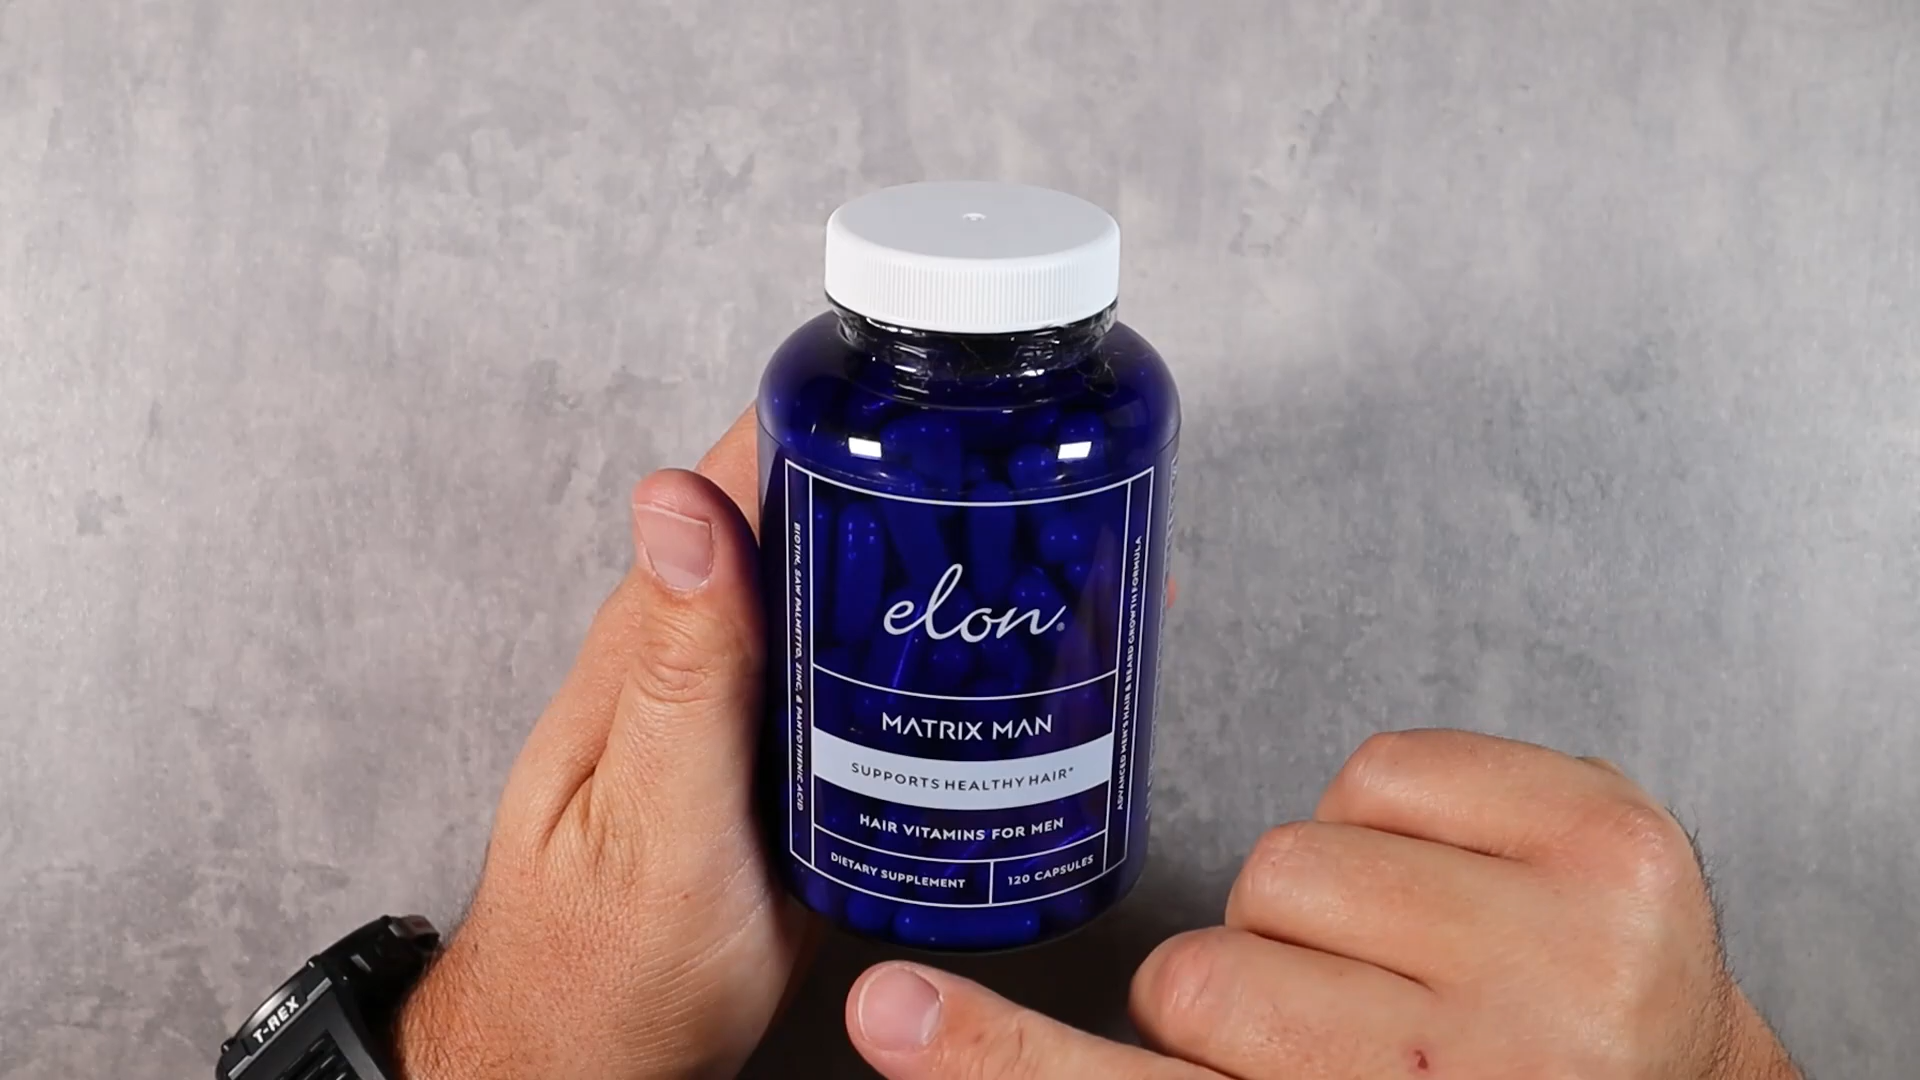 elon®
MATRIX MAN
SUPPORTS HEALTHY HAIR*
HAIR VITAMINS FOR MEN
DIETARY SUPPLEMENT
120 CAPSULES
BIOTIN, SAW PALMETTO, ZINC, & PANTOTHENIC ACID
ADVANCED MEN'S HAIR & BEARD GROWTH FORMULA
T-REX